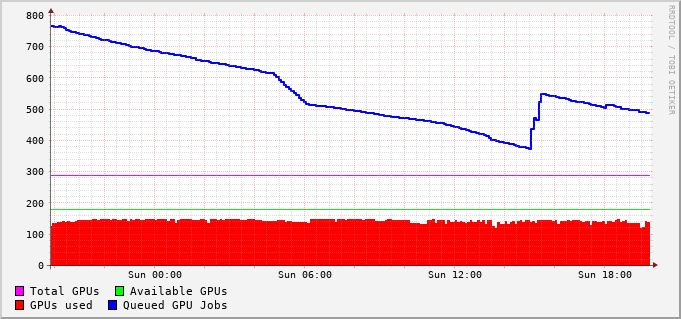 800
700
600
500
400
300
200
100
0
Sun 00:00 Sun 06:00 Sun 12:00 Sun 18:00
Total GPUs Available GPUs
GPUs used Queued GPU Jobs
RRDTOOL / TOBI OETIKER